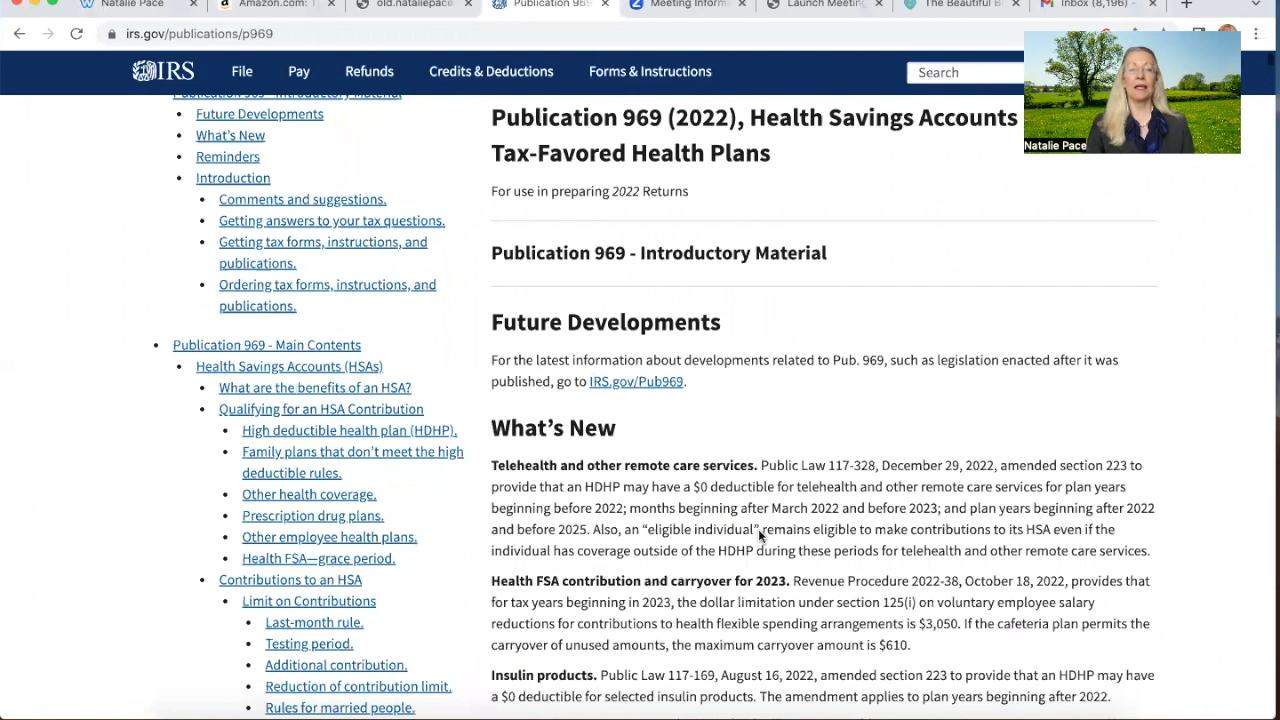 Natalie Pace
Amazon.com: T
old.nataliepace.
Publication 969
Meeting Inform
Launch Meeting
The Beautiful B
Inbox (8,196) -
irs.gov/publications/p969
IRS
File
Pay
Refunds
Credits & Deductions
Forms & Instructions
Search
Natalie Pace
Publication 969 - Introductory Material
Future Developments
What's New
Reminders
Introduction
Comments and suggestions.
Getting answers to your tax questions.
Getting tax forms, instructions, and
publications.
Ordering tax forms, instructions, and
publications.
Publication 969 - Main Contents
Health Savings Accounts (HSAs)
What are the benefits of an HSA?
Qualifying for an HSA Contribution
High deductible health plan (HDHP).
Family plans that don't meet the high
deductible rules.
Other health coverage.
Prescription drug plans.
Other employee health plans.
Health FSA—grace period.
Contributions to an HSA
Limit on Contributions
Last-month rule.
Testing period.
Additional contribution.
Reduction of contribution limit.
Rules for married people.
Publication 969 (2022), Health Savings Accounts
Tax-Favored Health Plans
For use in preparing 2022 Returns
Publication 969 - Introductory Material
Future Developments
For the latest information about developments related to Pub. 969, such as legislation enacted after it was
published, go to IRS.gov/Pub969.
What's New
Telehealth and other remote care services. Public Law 117-328, December 29, 2022, amended section 223 to
provide that an HDHP may have a $0 deductible for telehealth and other remote care services for plan years
beginning before 2022; months beginning after March 2022 and before 2023; and plan years beginning after 2022
and before 2025. Also, an "eligible individual" remains eligible to make contributions to its HSA even if the
individual has coverage outside of the HDHP during these periods for telehealth and other remote care services.
Health FSA contribution and carryover for 2023. Revenue Procedure 2022-38, October 18, 2022, provides that
for tax years beginning in 2023, the dollar limitation under section 125(i) on voluntary employee salary
reductions for contributions to health flexible spending arrangements is $3,050. If the cafeteria plan permits the
carryover of unused amounts, the maximum carryover amount is $610.
Insulin products. Public Law 117-169, August 16, 2022, amended section 223 to provide that an HDHP may have
a $0 deductible for selected insulin products. The amendment applies to plan years beginning after 2022.